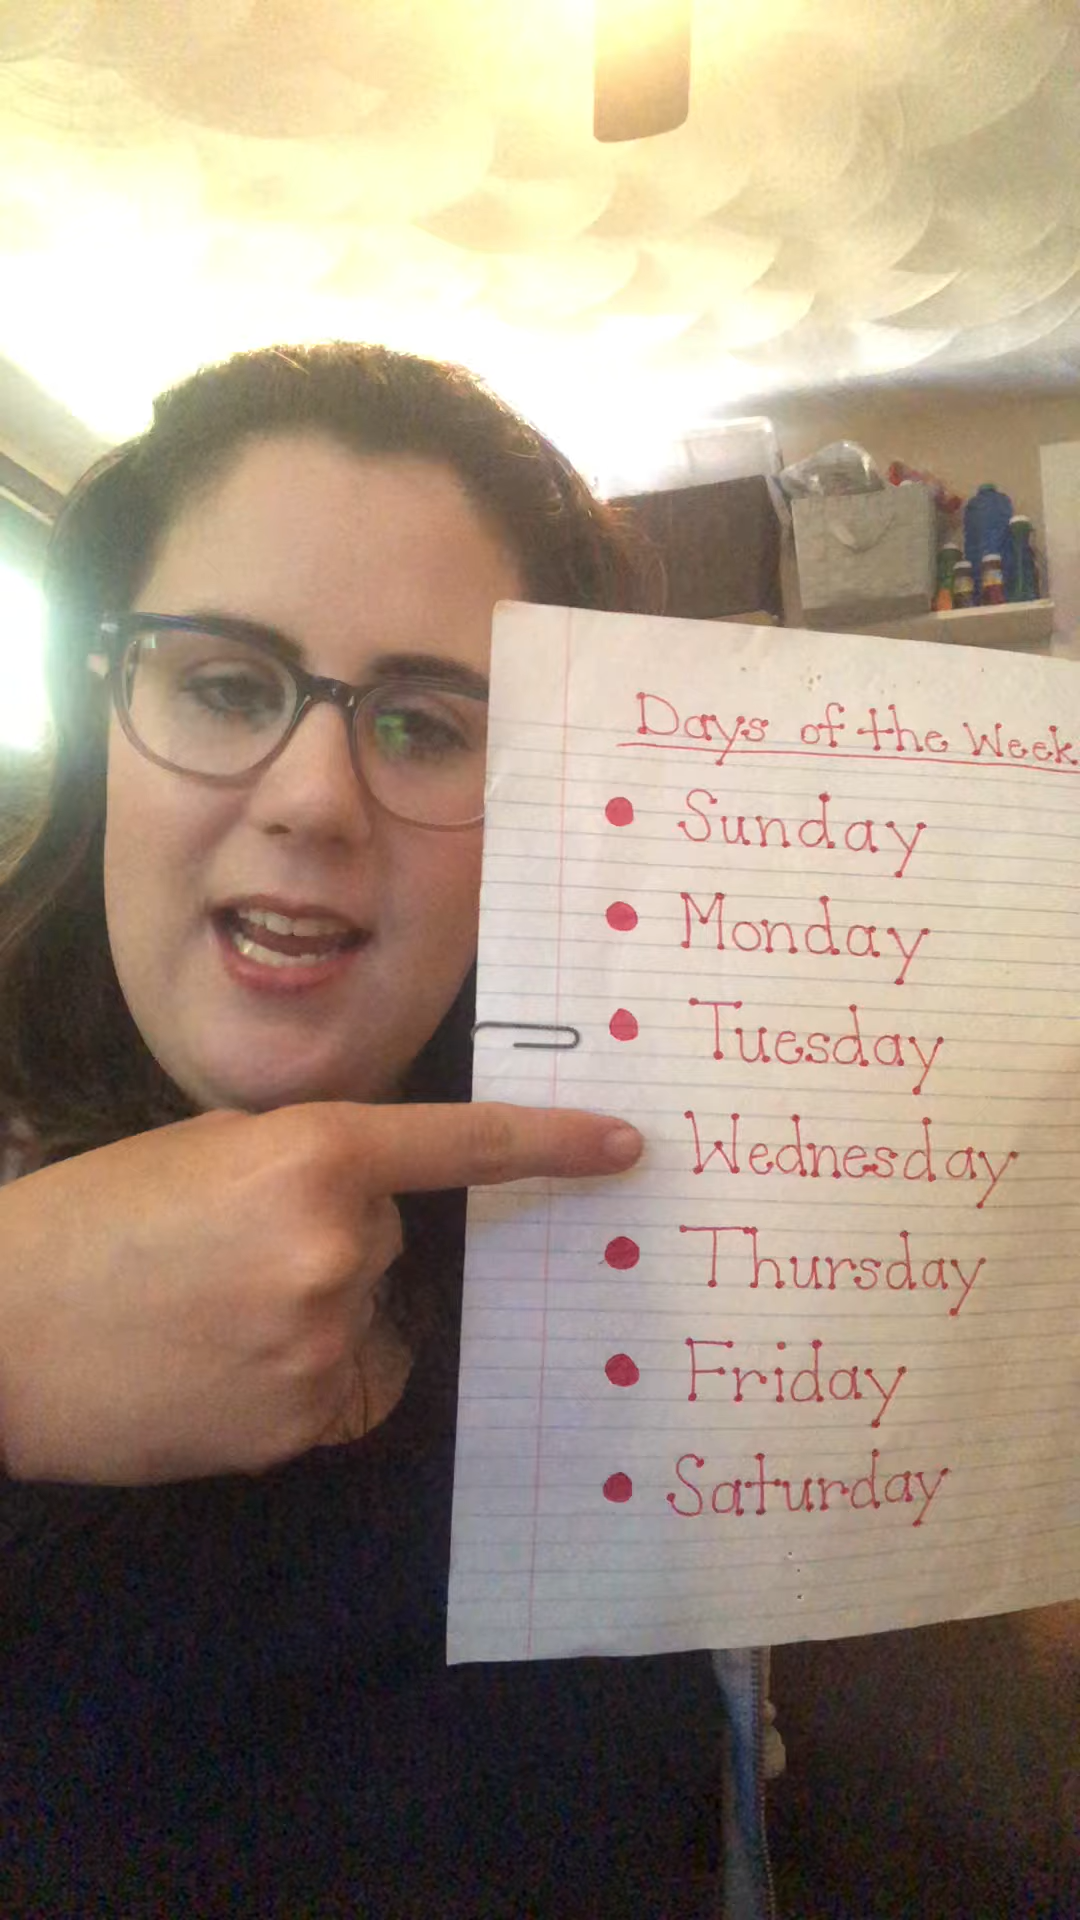 Days of the Week
• Sunday
• Monday
• Tuesday
Wednesday
• Thursday
• Friday
• Saturday